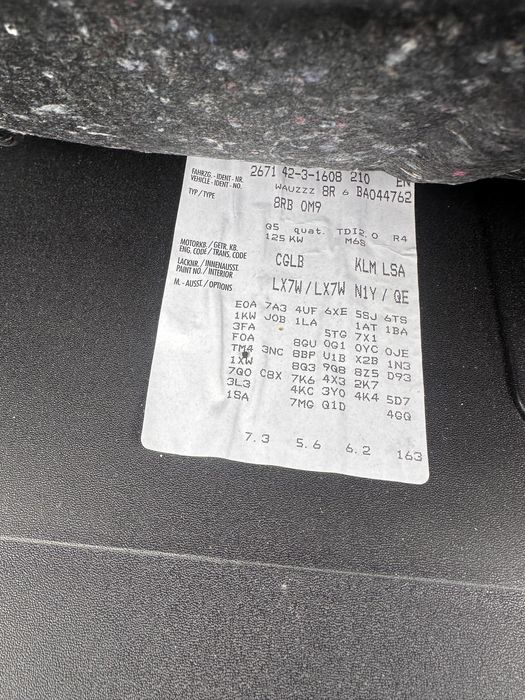 2671 42-3-1608 210 EN
FAHRZG.-IDENT-NR.
VEHICLE-IDENT-NO.
WAUZZZ 8R 6 BA044762
TYP/TYPE
8RB 0M9
Q5 quat. TDI2.0 R4
125 KW M6S
MOTORKB./GETR.KB.
ENG.CODE/TRANS.CODE
CGLB KLM LSA
LACKNR./INNENAUSST.
PAINT NO./INTERIOR
LX7W/LX7W N1Y/QE
M.-AUSST./OPTIONS
E0A 7A3 4UF 6XE 5SJ 6TS
1KW J0B 1LA 1AT 1BA
3FA 5TG 7X1
F0A 8GU 0G1 0YC 0JE
TM4 3NC 8BP U1B X2B 1N3
1XW 8Q3 9Q8 8Z5 D93
7Q0 C8X 7K6 4X3 2K7
3L3 4KC 3Y0 4K4 5D7
1SA 7MG Q1D 4GQ
7.3 5.6 6.2 163